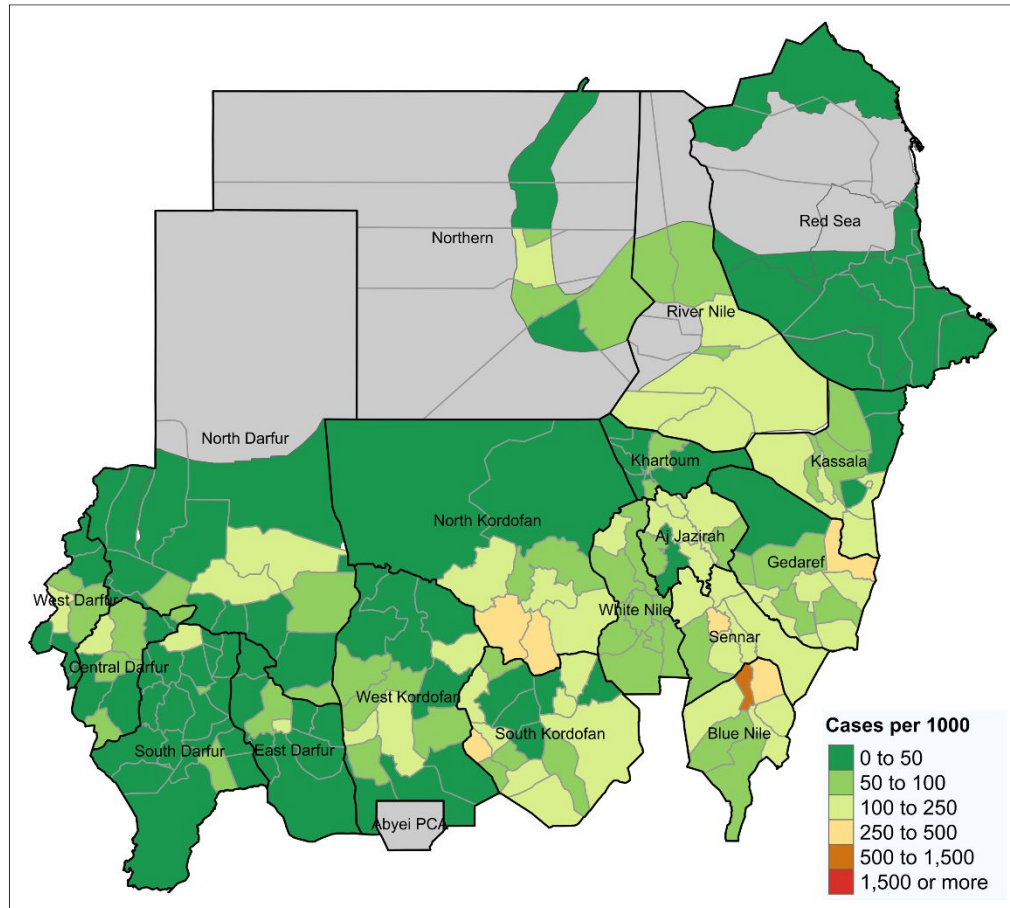 Red Sea
Northern
River Nile
North Darfur
Khartoum
Kassala
North Kordofan
Aj Jazirah
Gedaref
West Darfur
White Nile
Sennar
Central Darfur
West Kordofan
South Kordofan
Blue Nile
South Darfur
East Darfur
Abyei PCA
Cases per 1000
0 to 50
50 to 100
100 to 250
250 to 500
500 to 1,500
1,500 or more